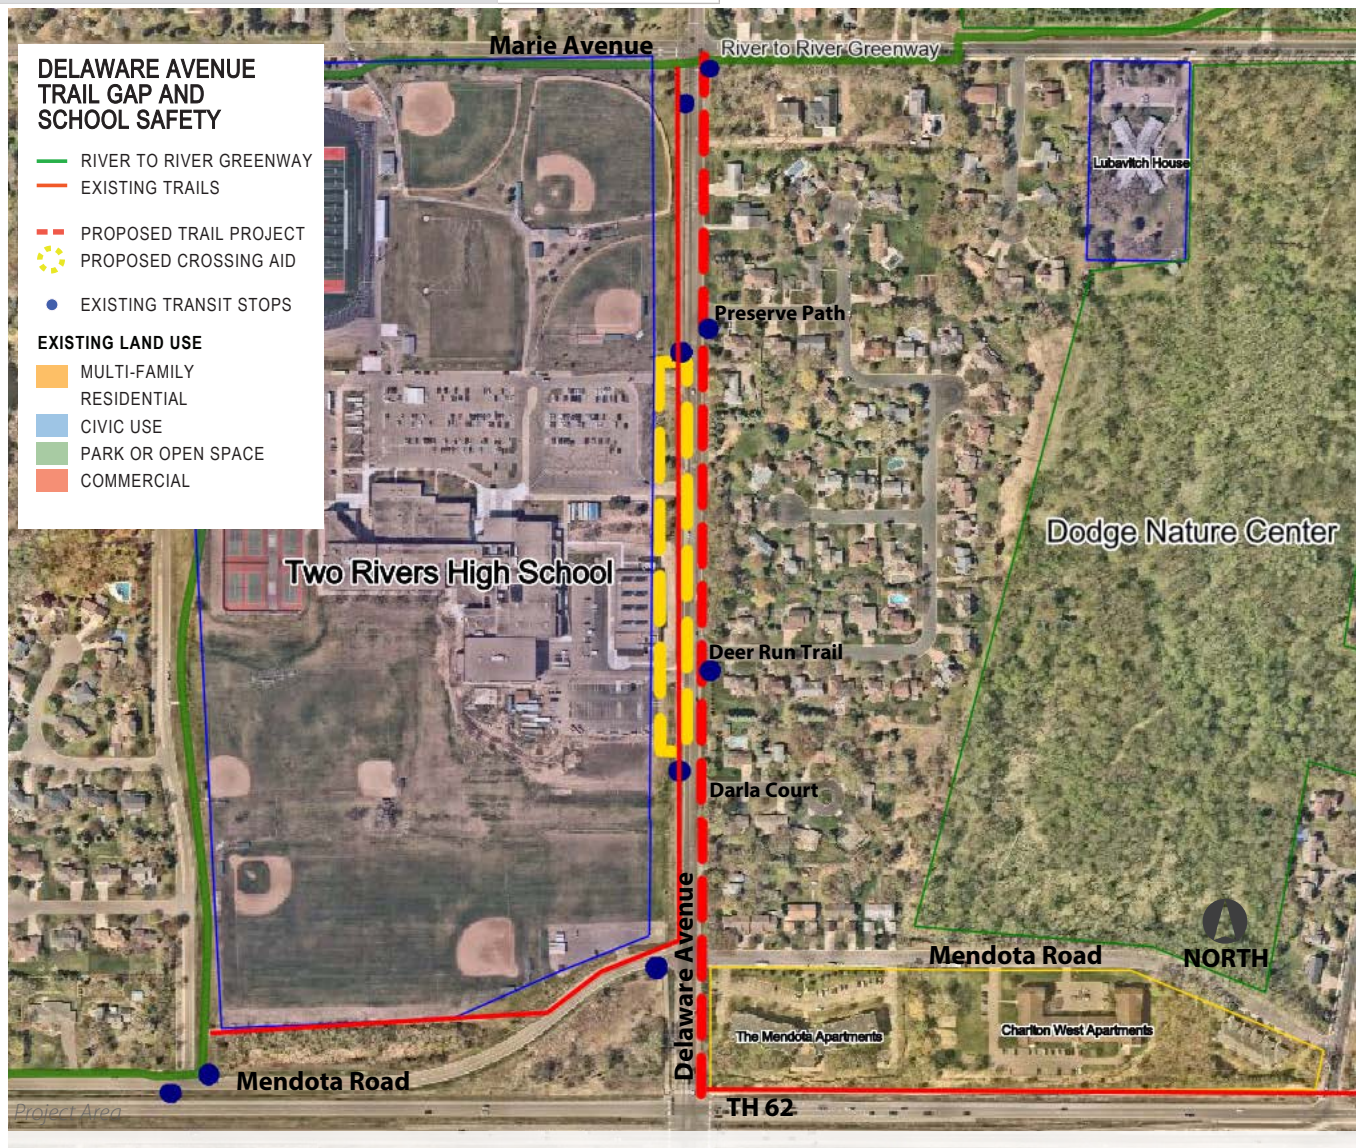 Marie Avenue
River to River Greenway
DELAWARE AVENUE
TRAIL GAP AND
SCHOOL SAFETY
RIVER TO RIVER GREENWAY
EXISTING TRAILS
PROPOSED TRAIL PROJECT
PROPOSED CROSSING AID
EXISTING TRANSIT STOPS
EXISTING LAND USE
MULTI-FAMILY
RESIDENTIAL
CIVIC USE
PARK OR OPEN SPACE
COMMERCIAL
Lubavitch House
Preserve Path
Dodge Nature Center
Two Rivers High School
Deer Run Trail
Darla Court
Delaware Avenue
Mendota Road
NORTH
The Mendota Apartments
Charlton West Apartments
Mendota Road
TH 62
Project Area